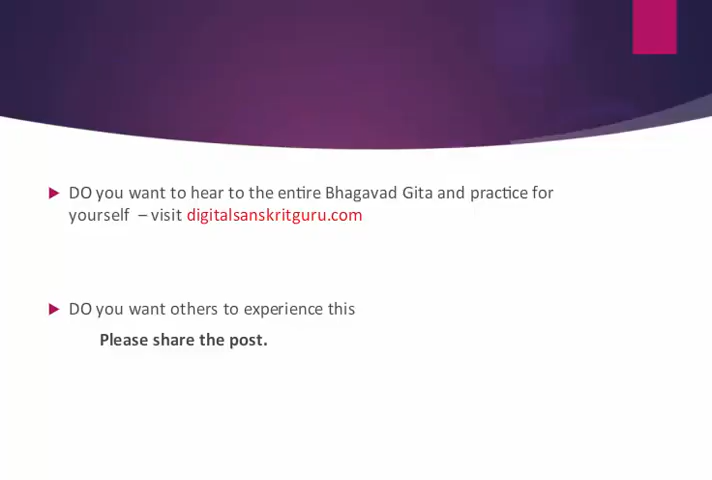 DO you want to hear to the entire Bhagavad Gita and practice for
yourself – visit digitalsanskritguru.com
DO you want others to experience this
Please share the post.